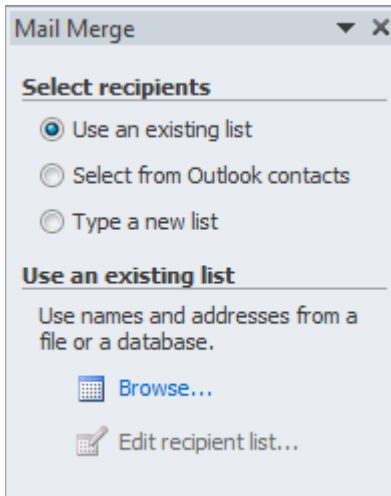 Mail Merge
Select recipients
Use an existing list
Select from Outlook contacts
Type a new list
Use an existing list
Use names and addresses from a
file or a database.
Browse...
Edit recipient list...